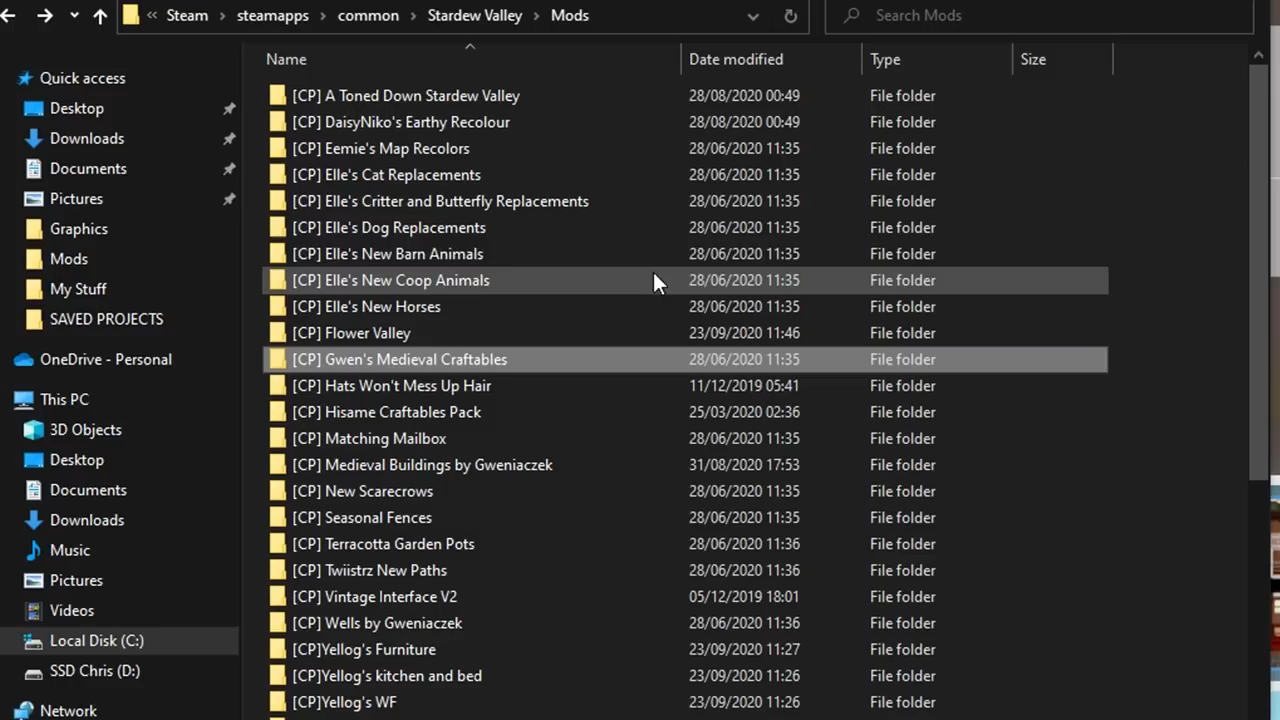 « Steam > steamapps > common > Stardew Valley > Mods
Search Mods
Name Date modified Type Size
Quick access
Desktop
Downloads
Documents
Pictures
Graphics
Mods
My Stuff
SAVED PROJECTS
OneDrive - Personal
This PC
3D Objects
Desktop
Documents
Downloads
Music
Pictures
Videos
Local Disk (C:)
SSD Chris (D:)
Network
[CP] A Toned Down Stardew Valley 28/08/2020 00:49 File folder
[CP] DaisyNiko's Earthy Recolour 28/08/2020 00:49 File folder
[CP] Eemie's Map Recolors 28/06/2020 11:35 File folder
[CP] Elle's Cat Replacements 28/06/2020 11:35 File folder
[CP] Elle's Critter and Butterfly Replacements 28/06/2020 11:35 File folder
[CP] Elle's Dog Replacements 28/06/2020 11:35 File folder
[CP] Elle's New Barn Animals 28/06/2020 11:35 File folder
[CP] Elle's New Coop Animals 28/06/2020 11:35 File folder
[CP] Elle's New Horses 28/06/2020 11:35 File folder
[CP] Flower Valley 23/09/2020 11:46 File folder
[CP] Gwen's Medieval Craftables 28/06/2020 11:35 File folder
[CP] Hats Won't Mess Up Hair 11/12/2019 05:41 File folder
[CP] Hisame Craftables Pack 25/03/2020 02:36 File folder
[CP] Matching Mailbox 28/06/2020 11:35 File folder
[CP] Medieval Buildings by Gweniaczek 31/08/2020 17:53 File folder
[CP] New Scarecrows 28/06/2020 11:35 File folder
[CP] Seasonal Fences 28/06/2020 11:35 File folder
[CP] Terracotta Garden Pots 28/06/2020 11:36 File folder
[CP] Twiistrz New Paths 28/06/2020 11:36 File folder
[CP] Vintage Interface V2 05/12/2019 18:01 File folder
[CP] Wells by Gweniaczek 28/06/2020 11:36 File folder
[CP]Yellog's Furniture 23/09/2020 11:27 File folder
[CP]Yellog's kitchen and bed 23/09/2020 11:26 File folder
[CP]Yellog's WF 23/09/2020 11:26 File folder